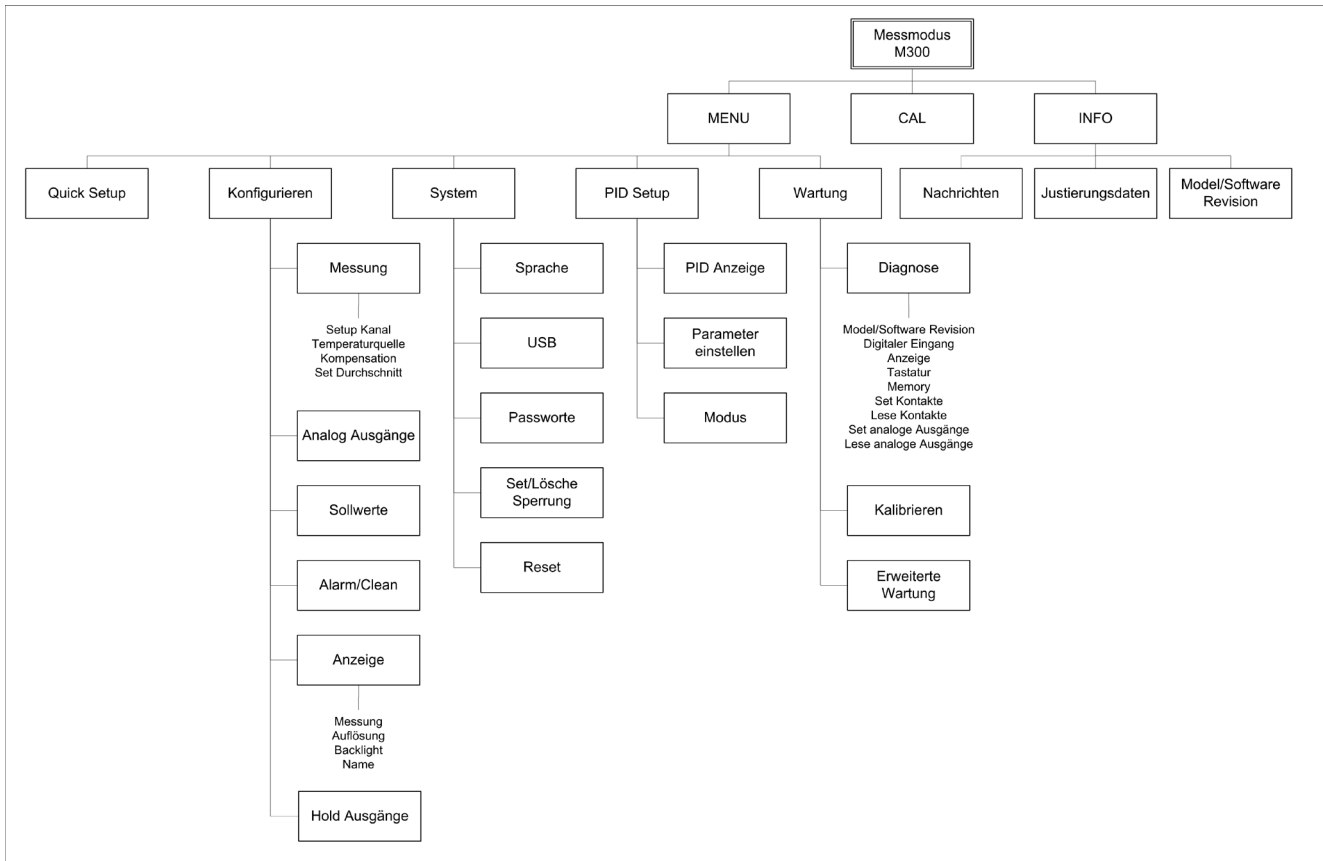 Messmodus
M300
MENU
CAL
INFO
Quick Setup
Konfigurieren
System
PID Setup
Wartung
Nachrichten
Justierungsdaten
Model/Software
Revision
Messung
Setup Kanal
Temperaturquelle
Kompensation
Set Durchschnitt
Analog Ausgänge
Sollwerte
Alarm/Clean
Anzeige
Messung
Auflösung
Backlight
Name
Hold Ausgänge
Sprache
USB
Passworte
Set/Lösche
Sperrung
Reset
PID Anzeige
Parameter
einstellen
Modus
Diagnose
Model/Software Revision
Digitaler Eingang
Anzeige
Tastatur
Memory
Set Kontakte
Lese Kontakte
Set analoge Ausgänge
Lese analoge Ausgänge
Kalibrieren
Erweiterte
Wartung